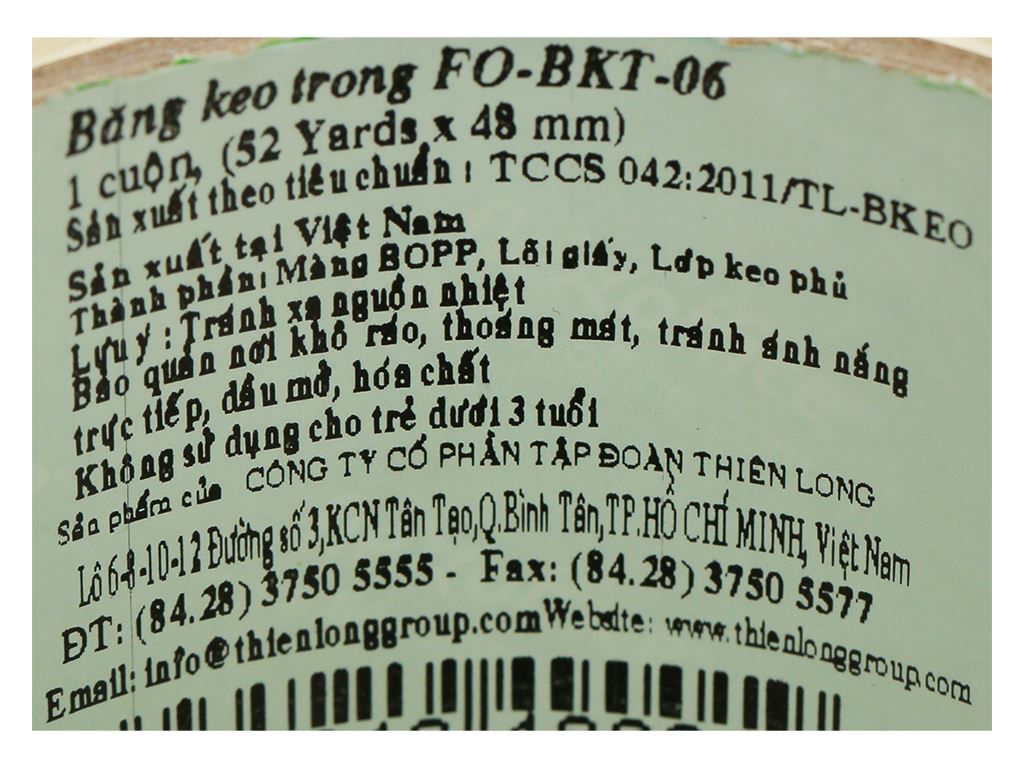 Băng keo trong FO-BKT-06
1 cuộn, (52 Yards x 48 mm)
Sản xuất theo tiêu chuẩn : TCCS 042:2011/TL-BKEO
Sản xuất tại Việt Nam
Thành phần: Màng BOPP, Lõi giấy, Lớp keo phủ
Lưu ý : Tránh xa nguồn nhiệt
Bảo quản nơi khô ráo, thoáng mát, tránh ánh nắng
trực tiếp, dầu mỡ, hóa chất
Không sử dụng cho trẻ dưới 3 tuổi
Sản phẩm của CÔNG TY CỔ PHẦN TẬP ĐOÀN THIÊN LONG
Lô 6-8-10-12 Đường số 3,KCN Tân Tạo,Q.Bình Tân,TP.HỒ CHÍ MINH, Việt Nam
ĐT: (84.28) 3750 5555 - Fax: (84.28) 3750 5577
Email: info@thienlonggroup.com Website: www.thienlonggroup.com